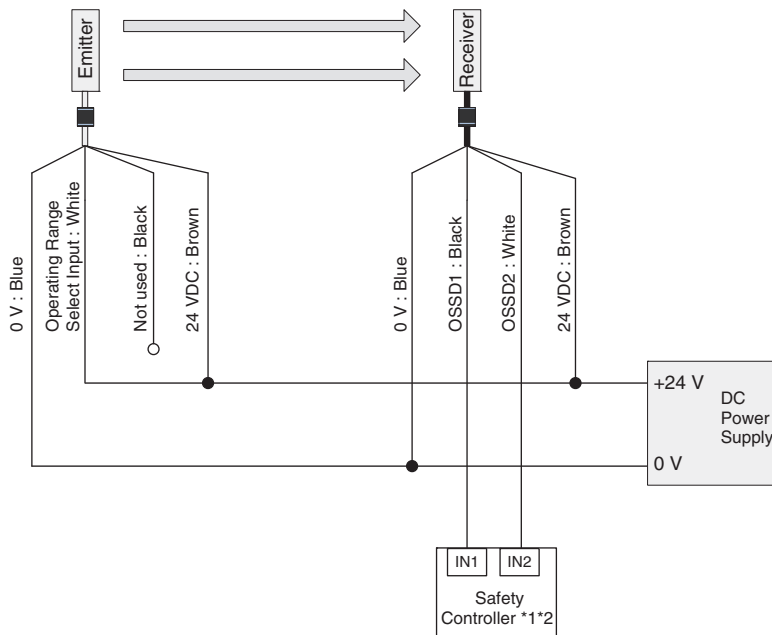 Emitter
Receiver
0 V : Blue
Operating Range
Select Input : White
Not used : Black
24 VDC : Brown
0 V : Blue
OSSD1 : Black
OSSD2 : White
24 VDC : Brown
+24 V
DC
Power
Supply
0 V
IN1
IN2
Safety
Controller *1*2